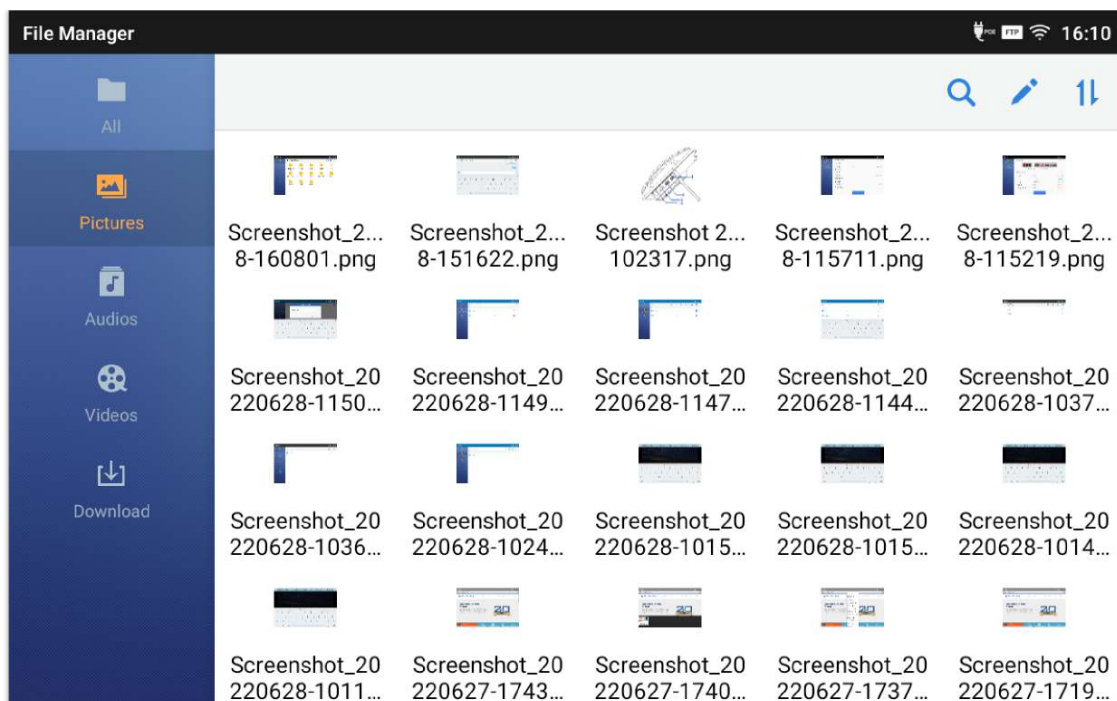 File Manager
POE FTP 16:10
All
Pictures
Audios
Videos
Download
Screenshot_2... Screenshot_2... Screenshot 2... Screenshot_2... Screenshot_2...
8-160801.png 8-151622.png 102317.png 8-115711.png 8-115219.png
Screenshot_20 Screenshot_20 Screenshot_20 Screenshot_20 Screenshot_20
220628-1150... 220628-1149... 220628-1147... 220628-1144... 220628-1037...
Screenshot_20 Screenshot_20 Screenshot_20 Screenshot_20 Screenshot_20
220628-1036... 220628-1024... 220628-1015... 220628-1015... 220628-1014...
Screenshot_20 Screenshot_20 Screenshot_20 Screenshot_20 Screenshot_20
220628-1011... 220627-1743... 220627-1740... 220627-1737... 220627-1719...